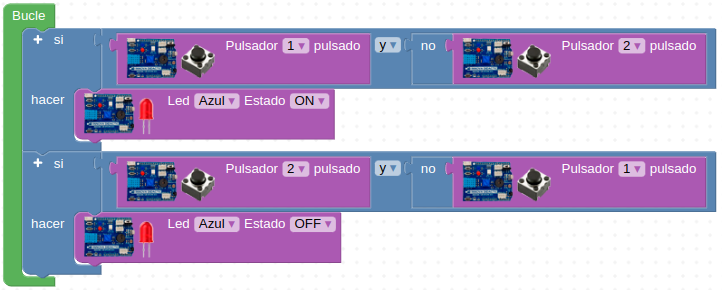 Bucle
+ si Pulsador 1 pulsado y no Pulsador 2 pulsado
hacer Led Azul Estado ON
+ si Pulsador 2 pulsado y no Pulsador 1 pulsado
hacer Led Azul Estado OFF